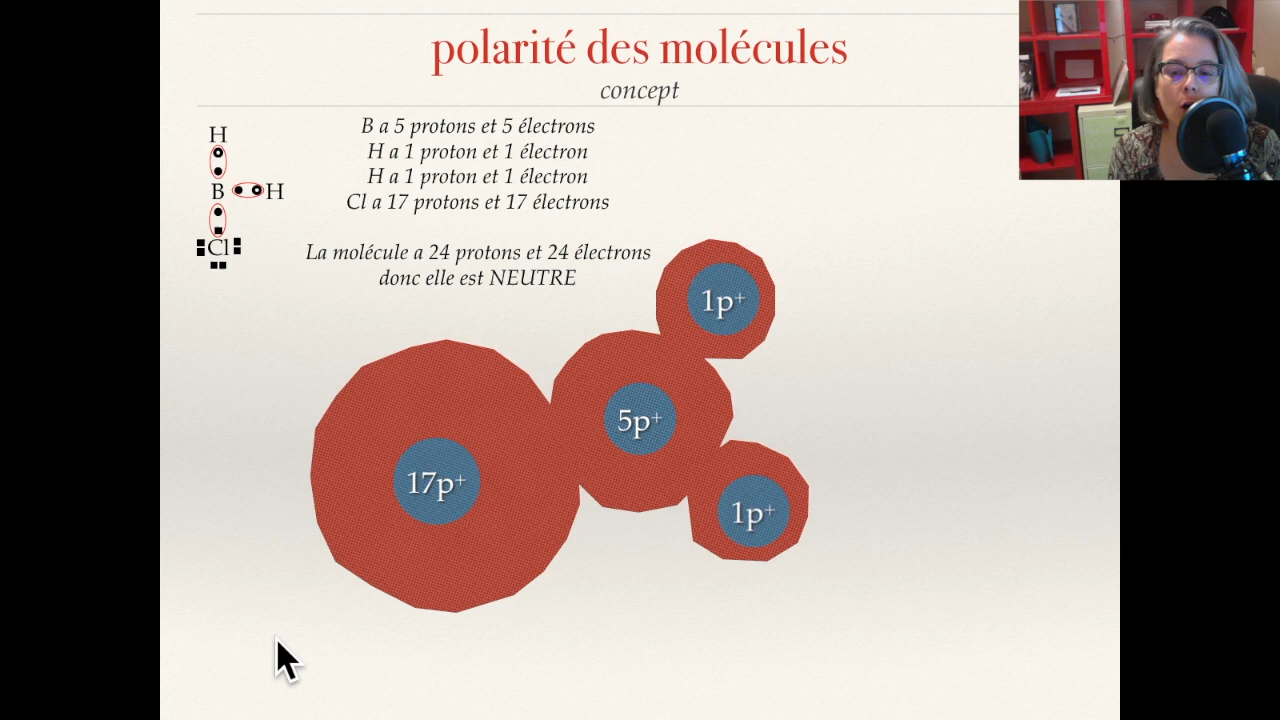 polarité des molécules
concept
H
B H
Cl
B a 5 protons et 5 électrons
H a 1 proton et 1 électron
H a 1 proton et 1 électron
Cl a 17 protons et 17 électrons
La molécule a 24 protons et 24 électrons
donc elle est NEUTRE
1p⁺
5p⁺
17p⁺
1p⁺